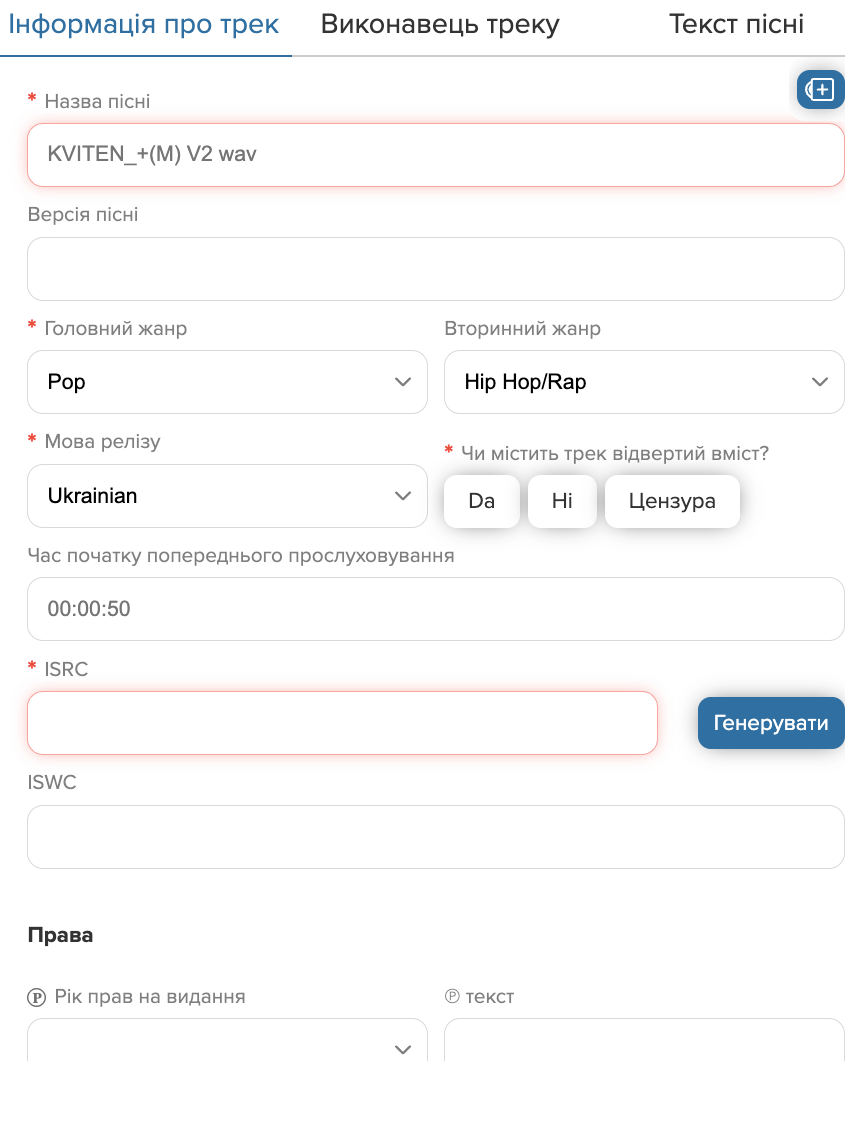 Інформація про трек Виконавець треку Текст пісні
* Назва пісні
KVITEN_+(M) V2 wav
Версія пісні
* Головний жанр Вторинний жанр
Pop Hip Hop/Rap
* Мова релізу * Чи містить трек відвертий вміст?
Ukrainian Da Ні Цензура
Час початку попереднього прослуховування
00:00:50
* ISRC
Генерувати
ISWC
Права
Ⓟ Рік прав на видання ℗ текст